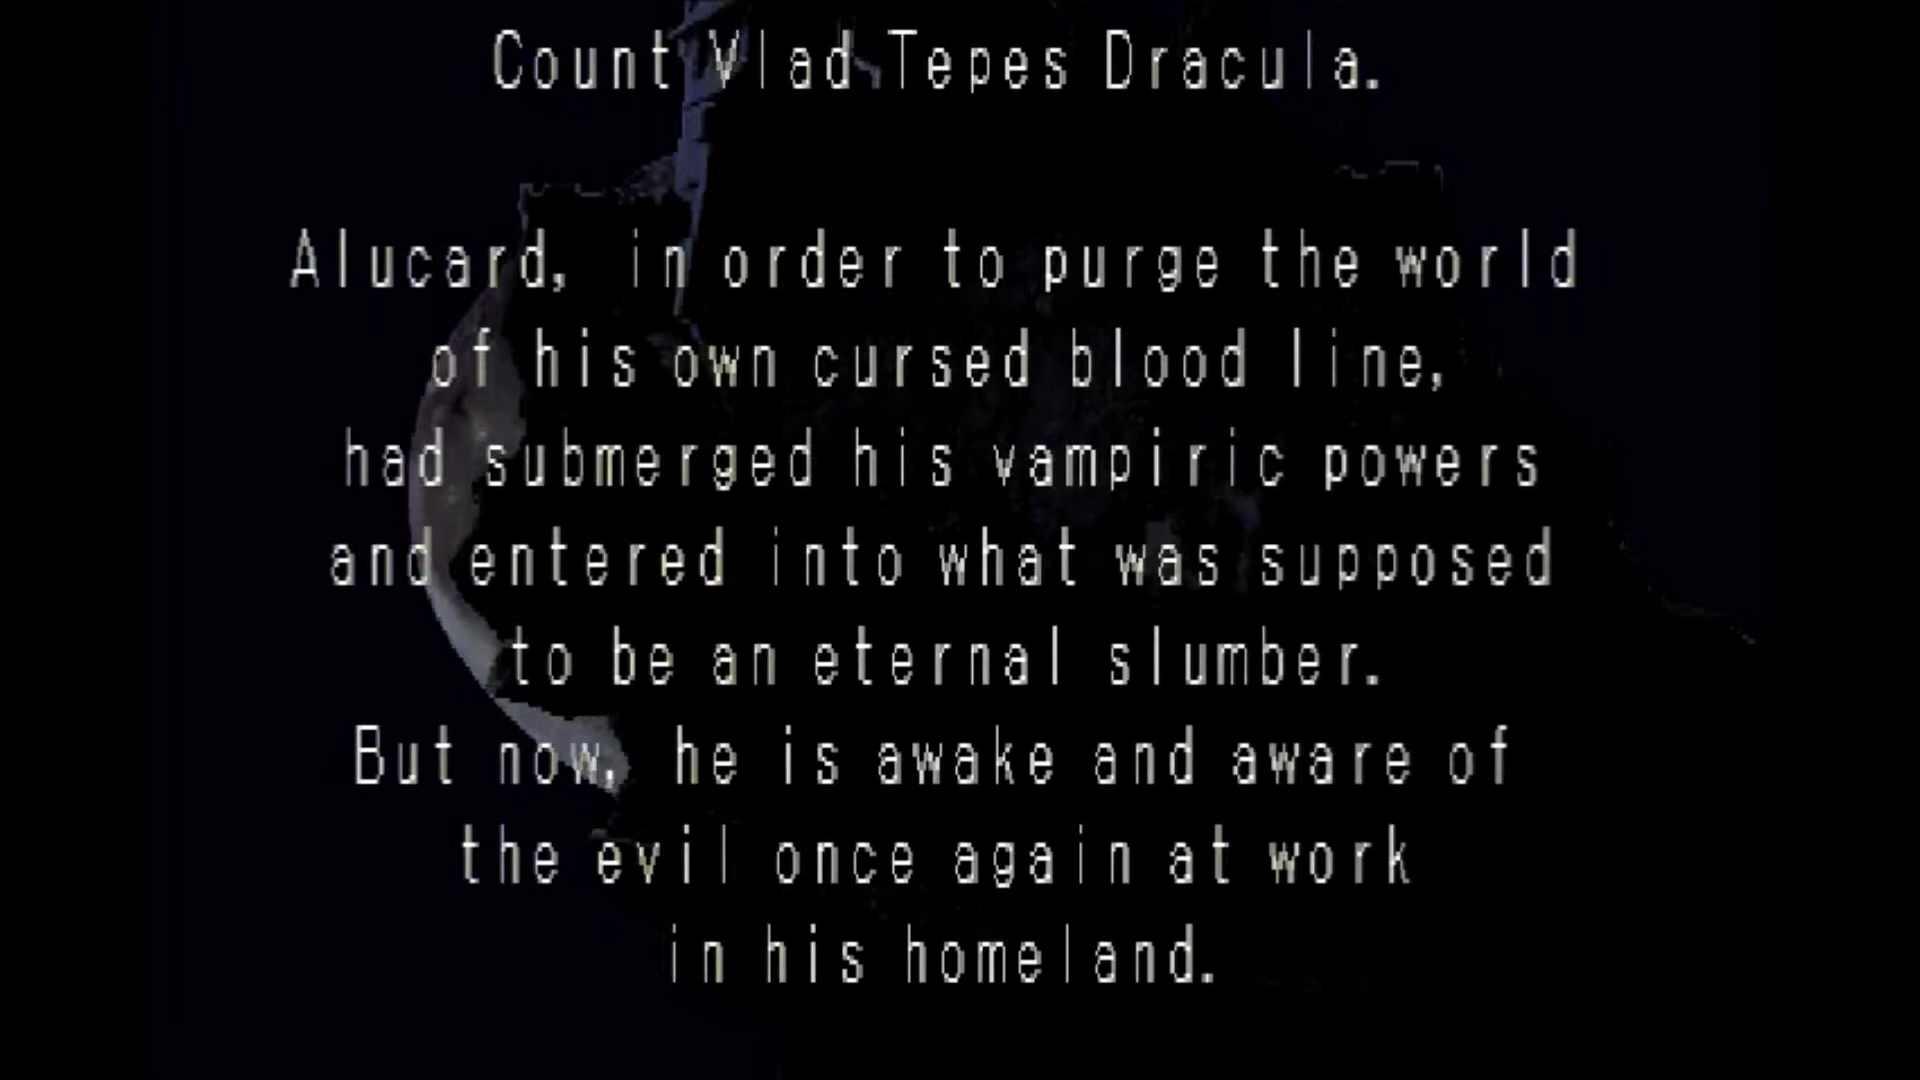 Count Vlad Tepes Dracula.
Alucard, in order to purge the world
of his own cursed blood line,
had submerged his vampiric powers
and entered into what was supposed
to be an eternal slumber.
But now, he is awake and aware of
the evil once again at work
in his homeland.